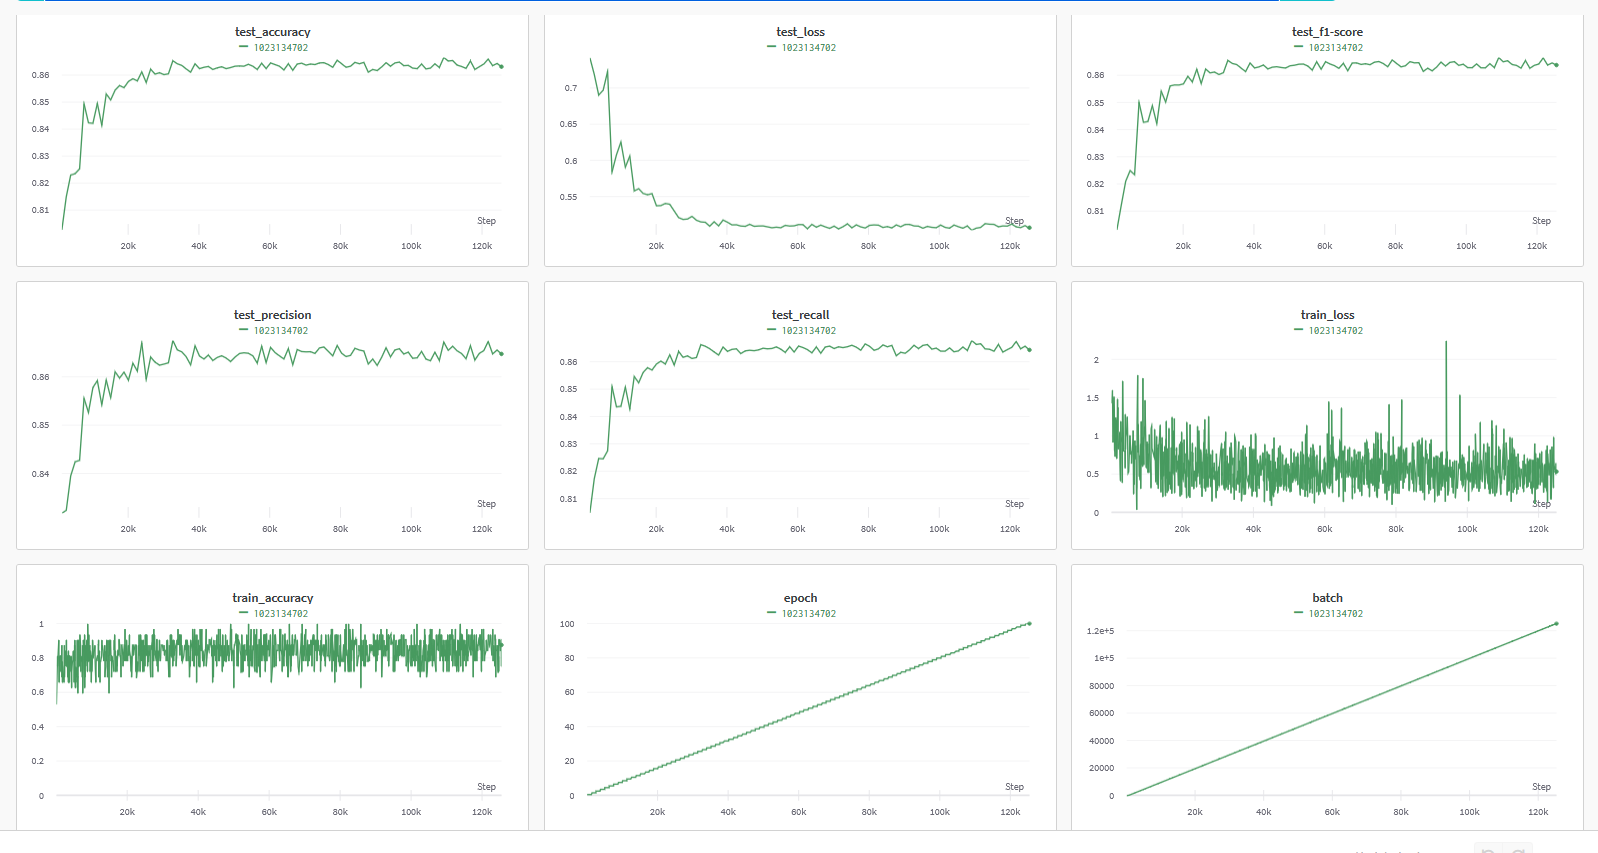 test_accuracy
1023134702
0.86
0.85
0.84
0.83
0.82
0.81
Step
20k 40k 60k 80k 100k 120k
test_loss
1023134702
0.7
0.65
0.6
0.55
Step
20k 40k 60k 80k 100k 120k
test_f1-score
1023134702
0.86
0.85
0.84
0.83
0.82
0.81
Step
20k 40k 60k 80k 100k 120k
test_precision
1023134702
0.86
0.85
0.84
Step
20k 40k 60k 80k 100k 120k
test_recall
1023134702
0.86
0.85
0.84
0.83
0.82
0.81
Step
20k 40k 60k 80k 100k 120k
train_loss
1023134702
2
1.5
1
0.5
0
Step
20k 40k 60k 80k 100k 120k
train_accuracy
1023134702
1
0.8
0.6
0.4
0.2
0
Step
20k 40k 60k 80k 100k 120k
epoch
1023134702
100
80
60
40
20
0
Step
20k 40k 60k 80k 100k 120k
batch
1023134702
1.2e+5
1e+5
80000
60000
40000
20000
0
Step
20k 40k 60k 80k 100k 120k